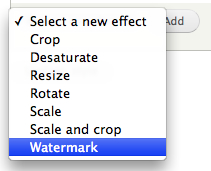 ✓ Select a new effect
Add
Crop
Desaturate
Resize
Rotate
Scale
Scale and crop
Watermark